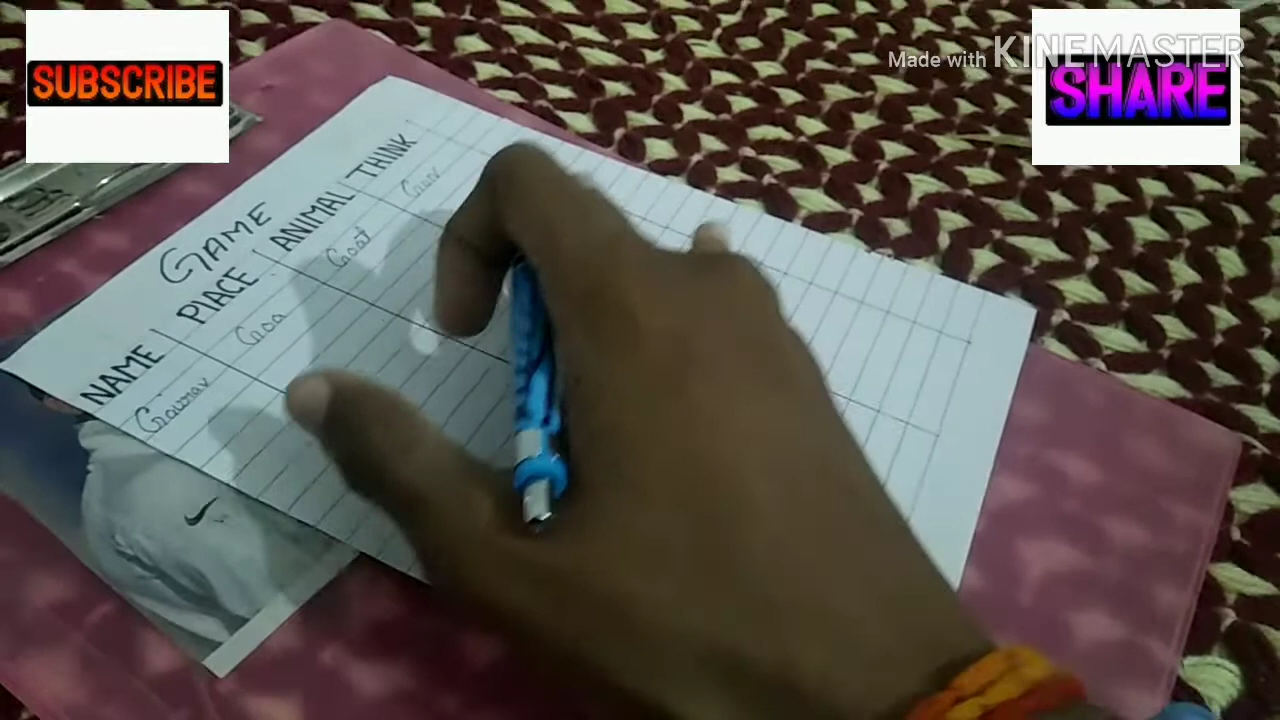 SUBSCRIBE
Made with KINEMASTER
SHARE
GAME
NAME PlACE ANIMAL THINK
Gaurav Goa Goat